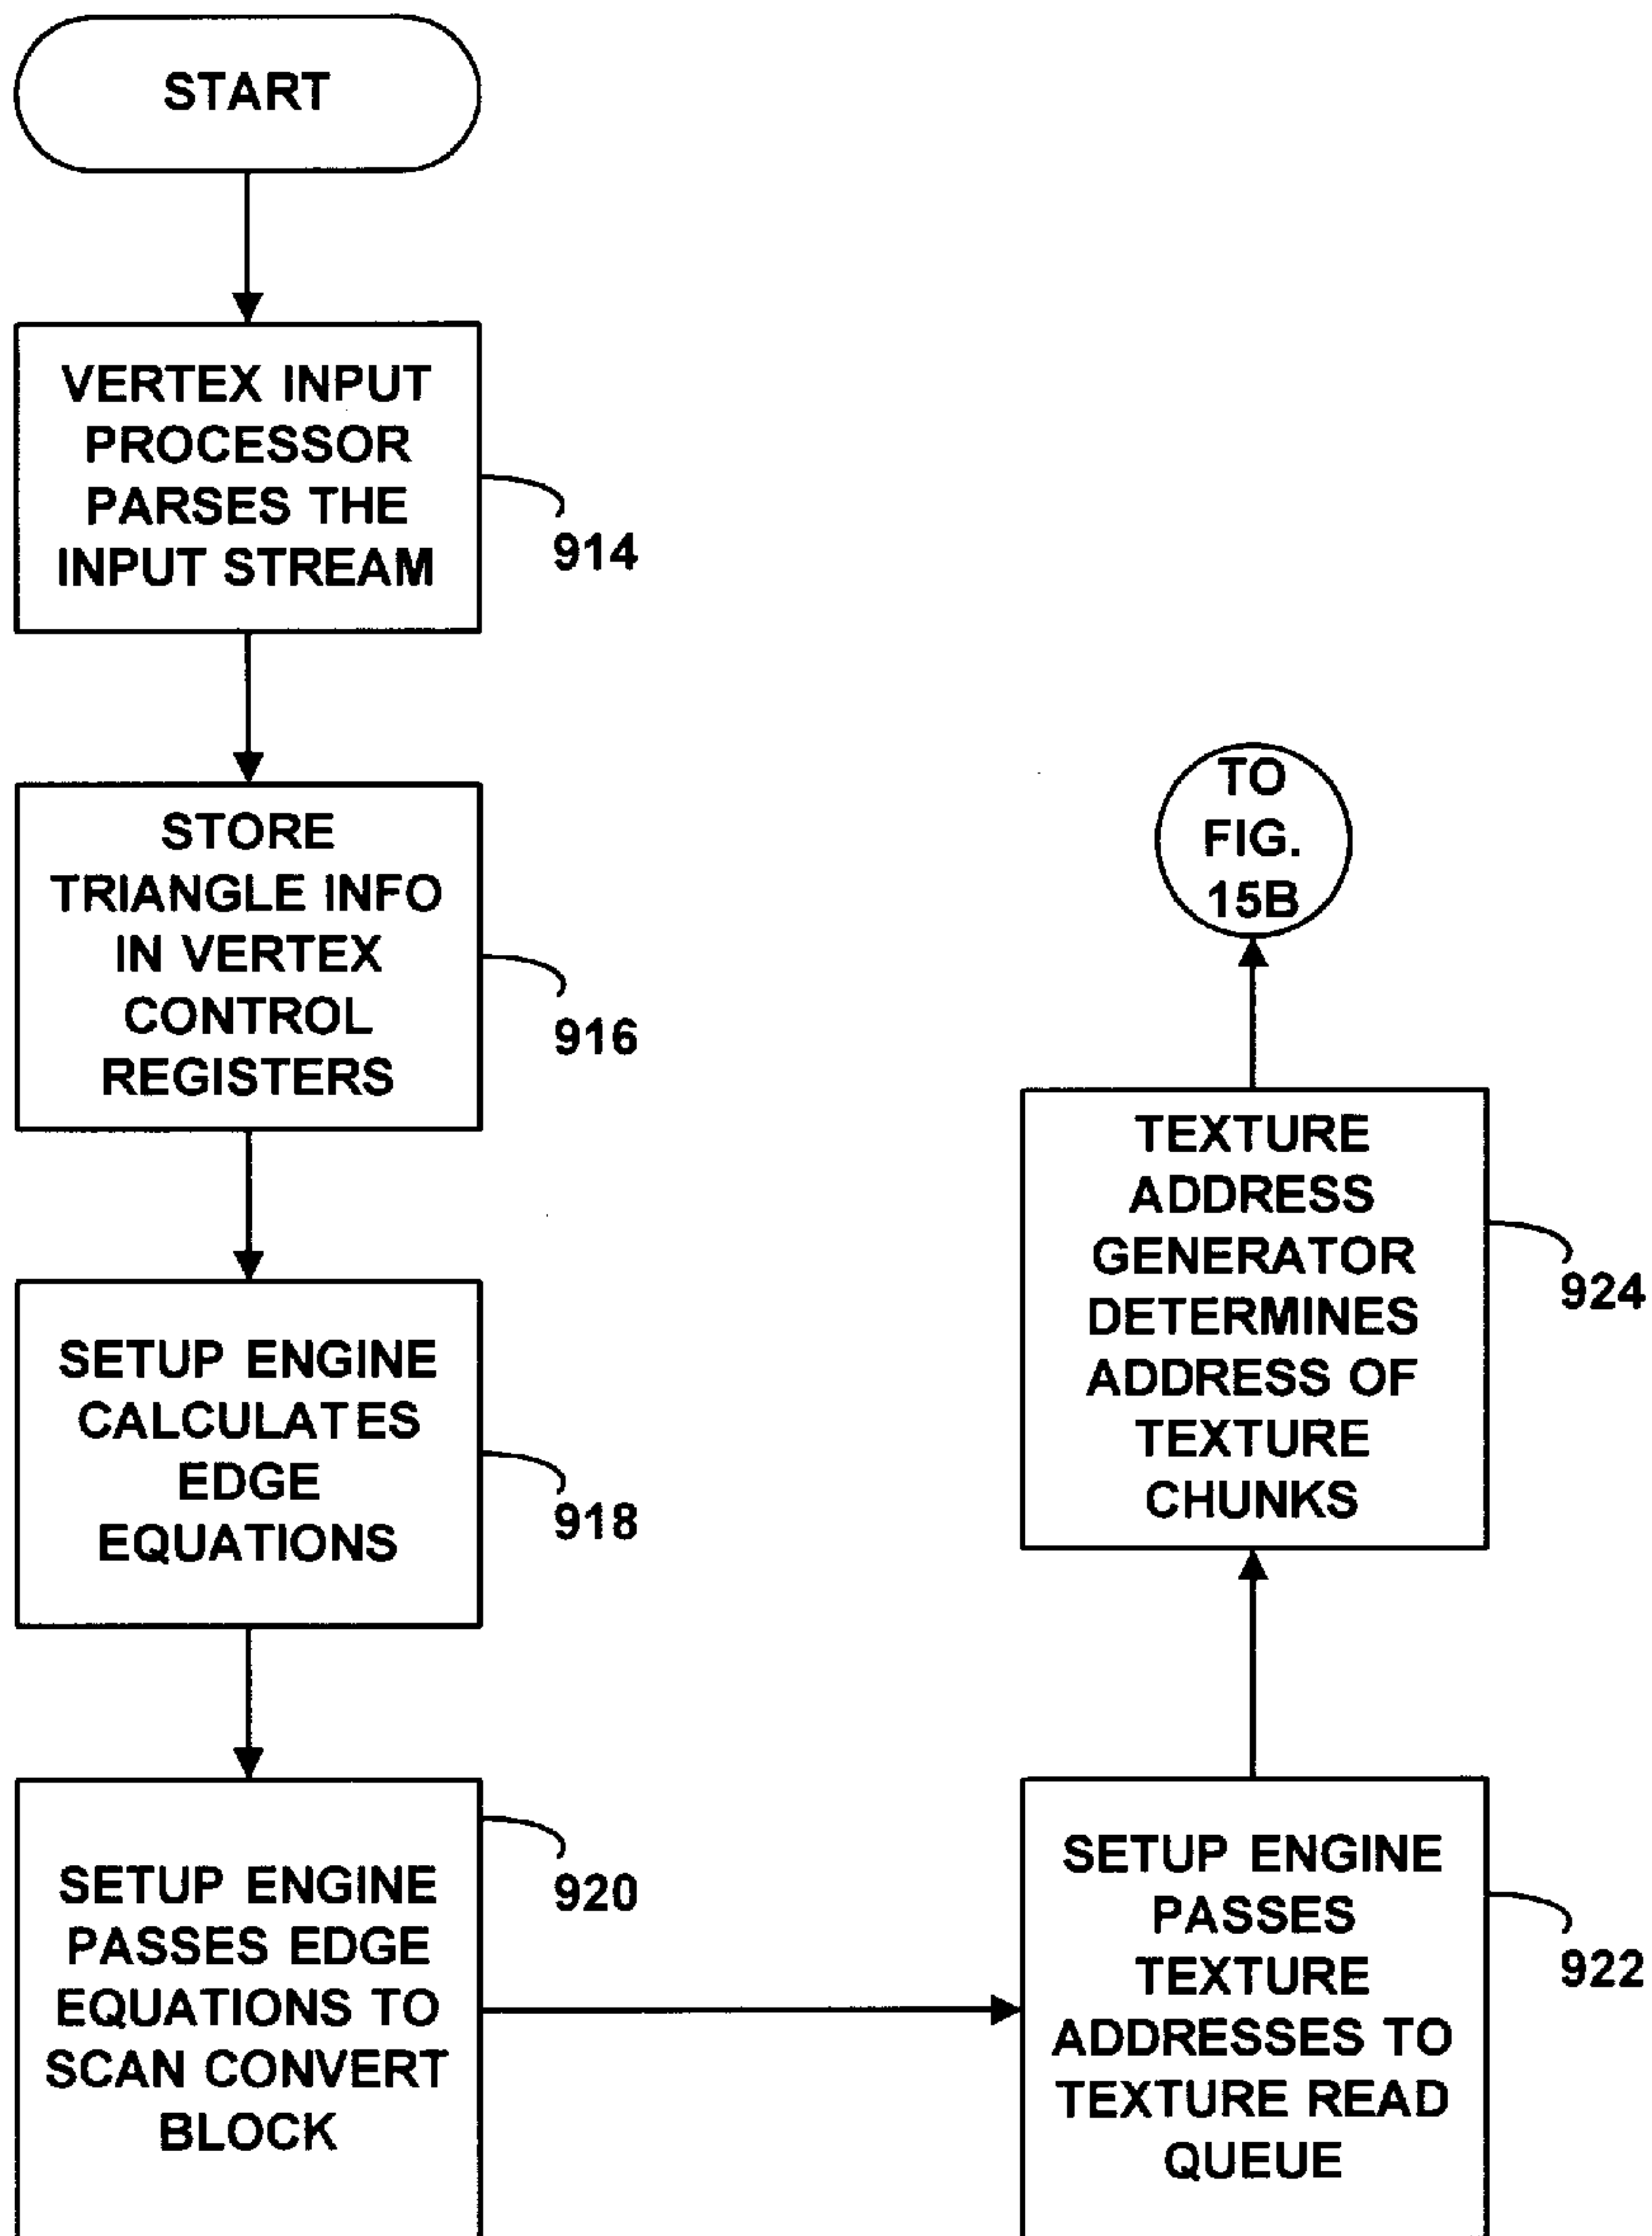 START
VERTEX INPUT
PROCESSOR
PARSES THE
INPUT STREAM
914
STORE
TRIANGLE INFO
IN VERTEX
CONTROL
REGISTERS
916
SETUP ENGINE
CALCULATES
EDGE
EQUATIONS
918
SETUP ENGINE
PASSES EDGE
EQUATIONS TO
SCAN CONVERT
BLOCK
920
SETUP ENGINE
PASSES
TEXTURE
ADDRESSES TO
TEXTURE READ
QUEUE
922
TEXTURE
ADDRESS
GENERATOR
DETERMINES
ADDRESS OF
TEXTURE
CHUNKS
924
TO
FIG.
15B